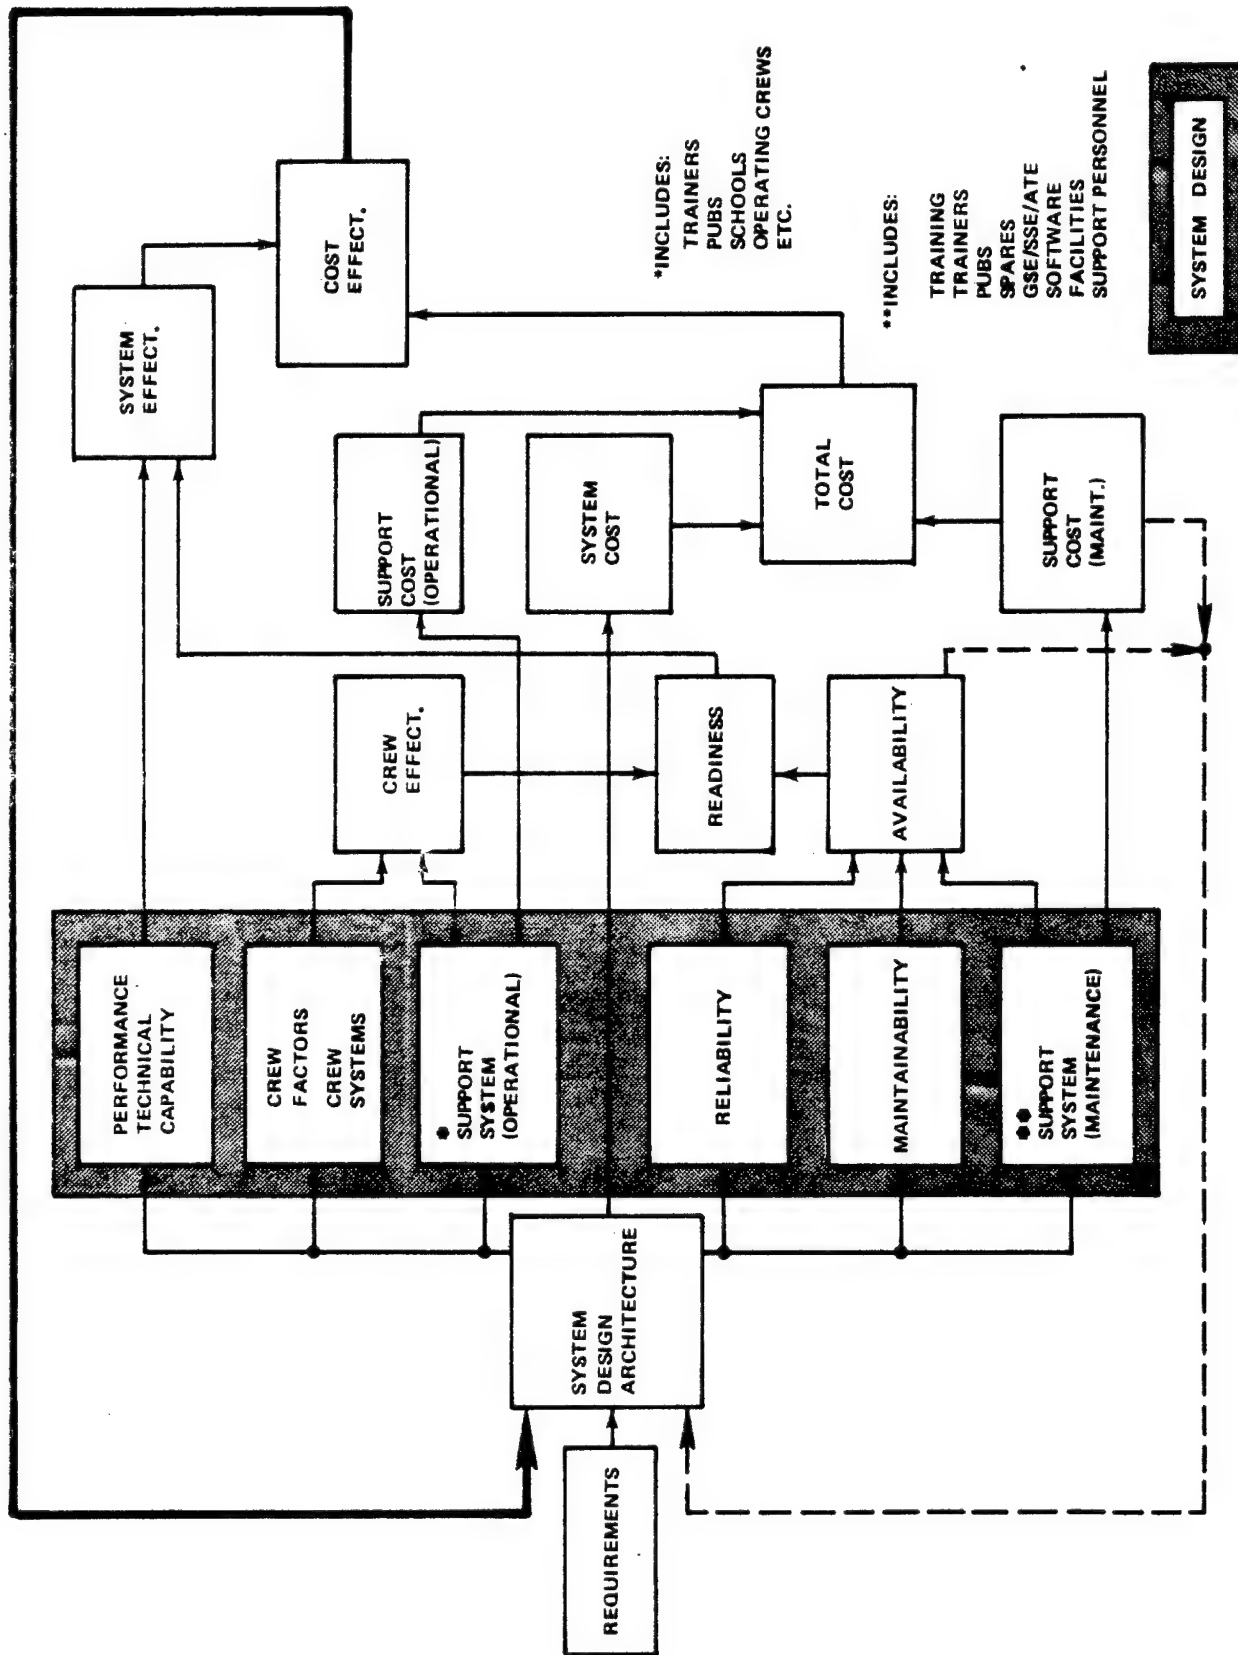 REQUIREMENTS
SYSTEM
DESIGN
ARCHITECTURE
PERFORMANCE
TECHNICAL
CAPABILITY
CREW
FACTORS
CREW
SYSTEMS
*
SUPPORT
SYSTEM
(OPERATIONAL)
RELIABILITY
MAINTAINABILITY
**
SUPPORT
SYSTEM
(MAINTENANCE)
CREW
EFFECT.
READINESS
AVAILABILITY
SUPPORT
COST
(OPERATIONAL)
SYSTEM
COST
TOTAL
COST
SUPPORT
COST
(MAINT.)
SYSTEM
EFFECT.
COST
EFFECT.
*INCLUDES:
TRAINERS
PUBS
SCHOOLS
OPERATING CREWS
ETC.
**INCLUDES:
TRAINING
TRAINERS
PUBS
SPARES
GSE/SSE/ATE
SOFTWARE
FACILITIES
SUPPORT PERSONNEL
SYSTEM DESIGN